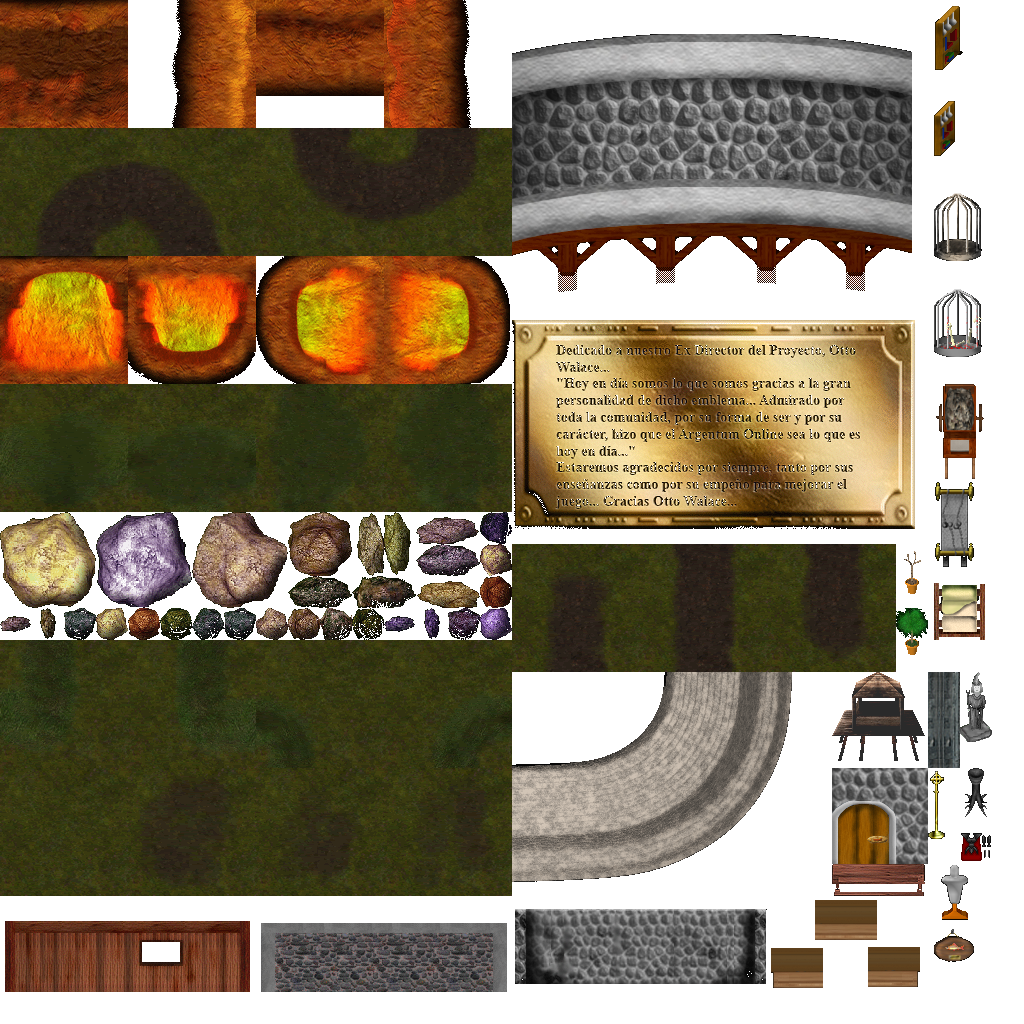 Dedicado a nuestro Ex Director del Proyecto, Otto
Walace...
"Hoy en día somos lo que somos gracias a la gran
personalidad de dicho emblema... Admirado por
toda la comunidad, por su forma de ser y por su
carácter, hizo que el Argentum Online sea lo que es
hoy en día..."
Estaremos agradecidos por siempre, tanto por sus
enseñanzas como por su empeño para mejorar el
juego... Gracias Otto Walace...